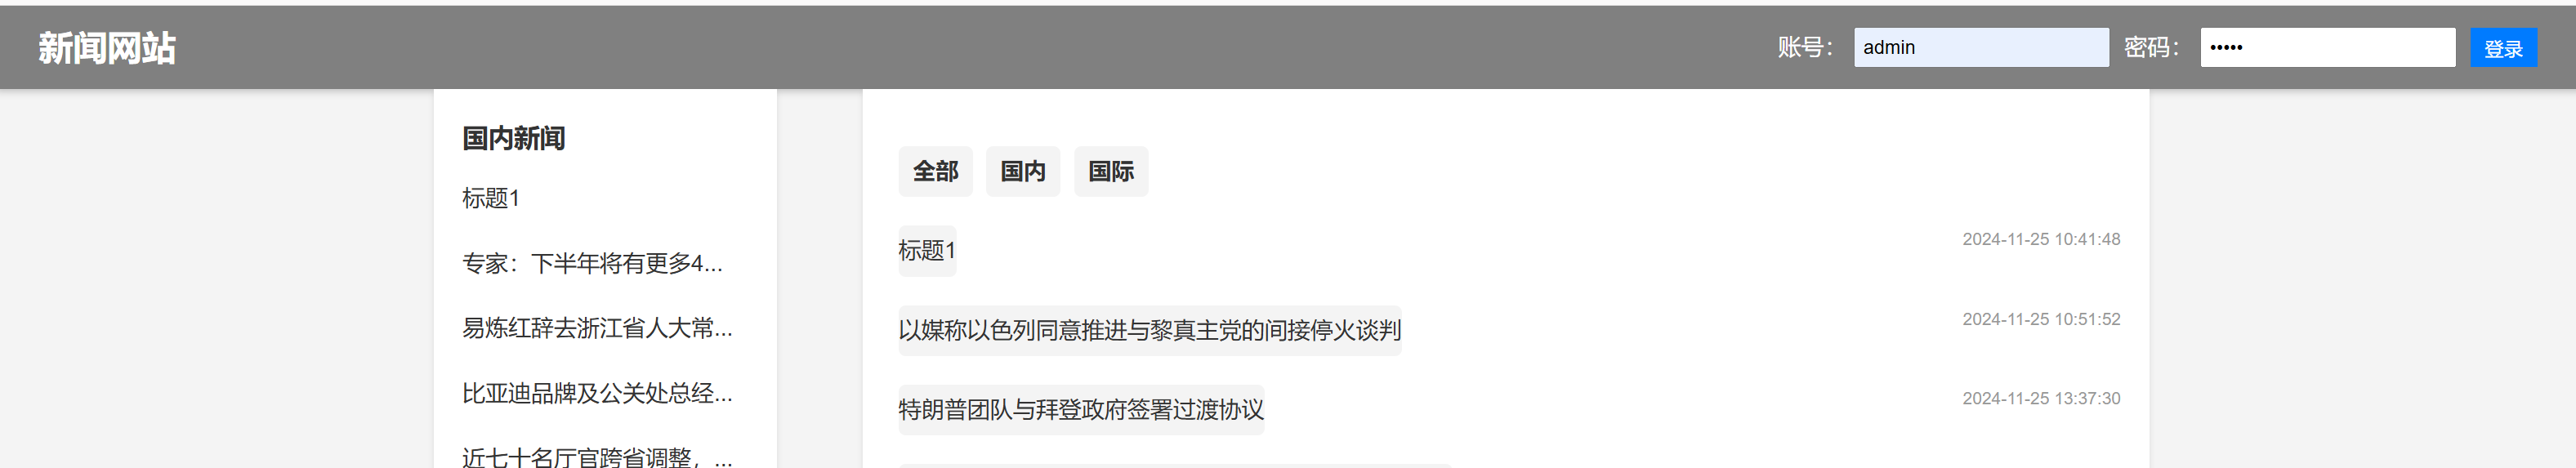 新闻网站 账号： admin 密码： ••••• 登录
国内新闻
标题1
专家：下半年将有更多4...
易炼红辞去浙江省人大常...
比亚迪品牌及公关处总经...
近七十名厅官跨省调整，...
全部 国内 国际
标题1 2024-11-25 10:41:48
以媒称以色列同意推进与黎真主党的间接停火谈判 2024-11-25 10:51:52
特朗普团队与拜登政府签署过渡协议 2024-11-25 13:37:30